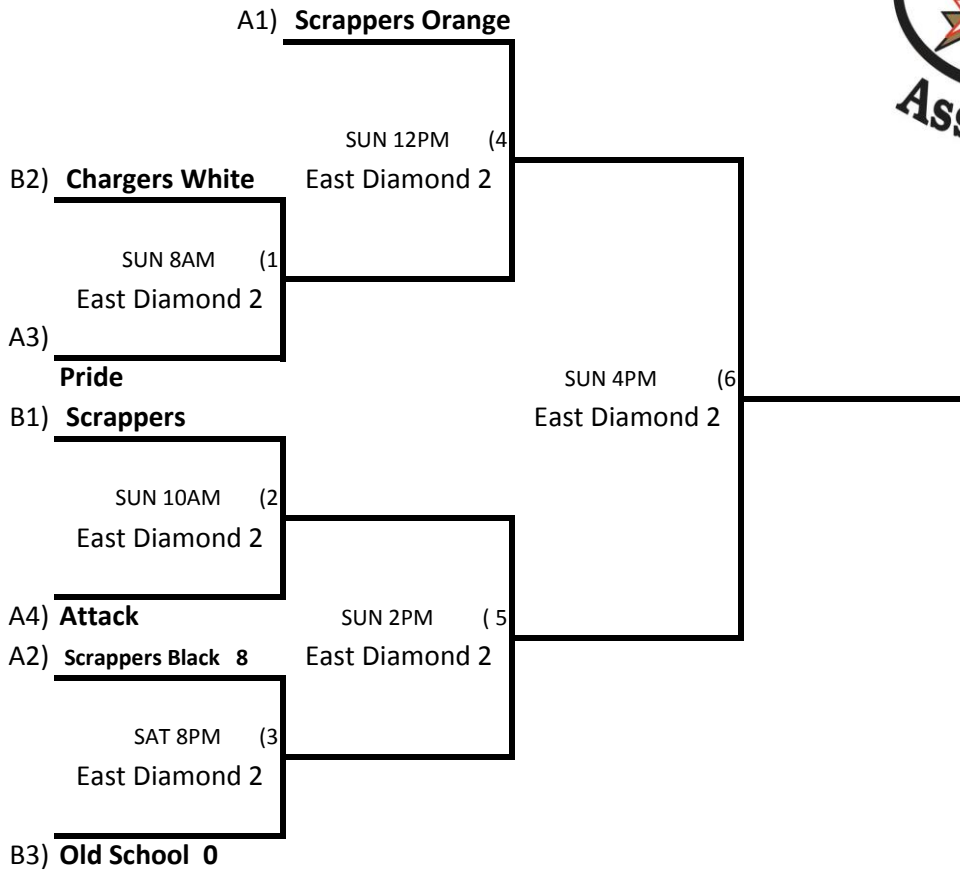 A1) Scrappers Orange
SUN 12PM (4
B2) Chargers White East Diamond 2
SUN 8AM (1
East Diamond 2
A3)
Pride SUN 4PM (6
B1) Scrappers East Diamond 2
SUN 10AM (2
East Diamond 2
A4) Attack SUN 2PM ( 5
A2) Scrappers Black 8 East Diamond 2
SAT 8PM (3
East Diamond 2
B3) Old School 0